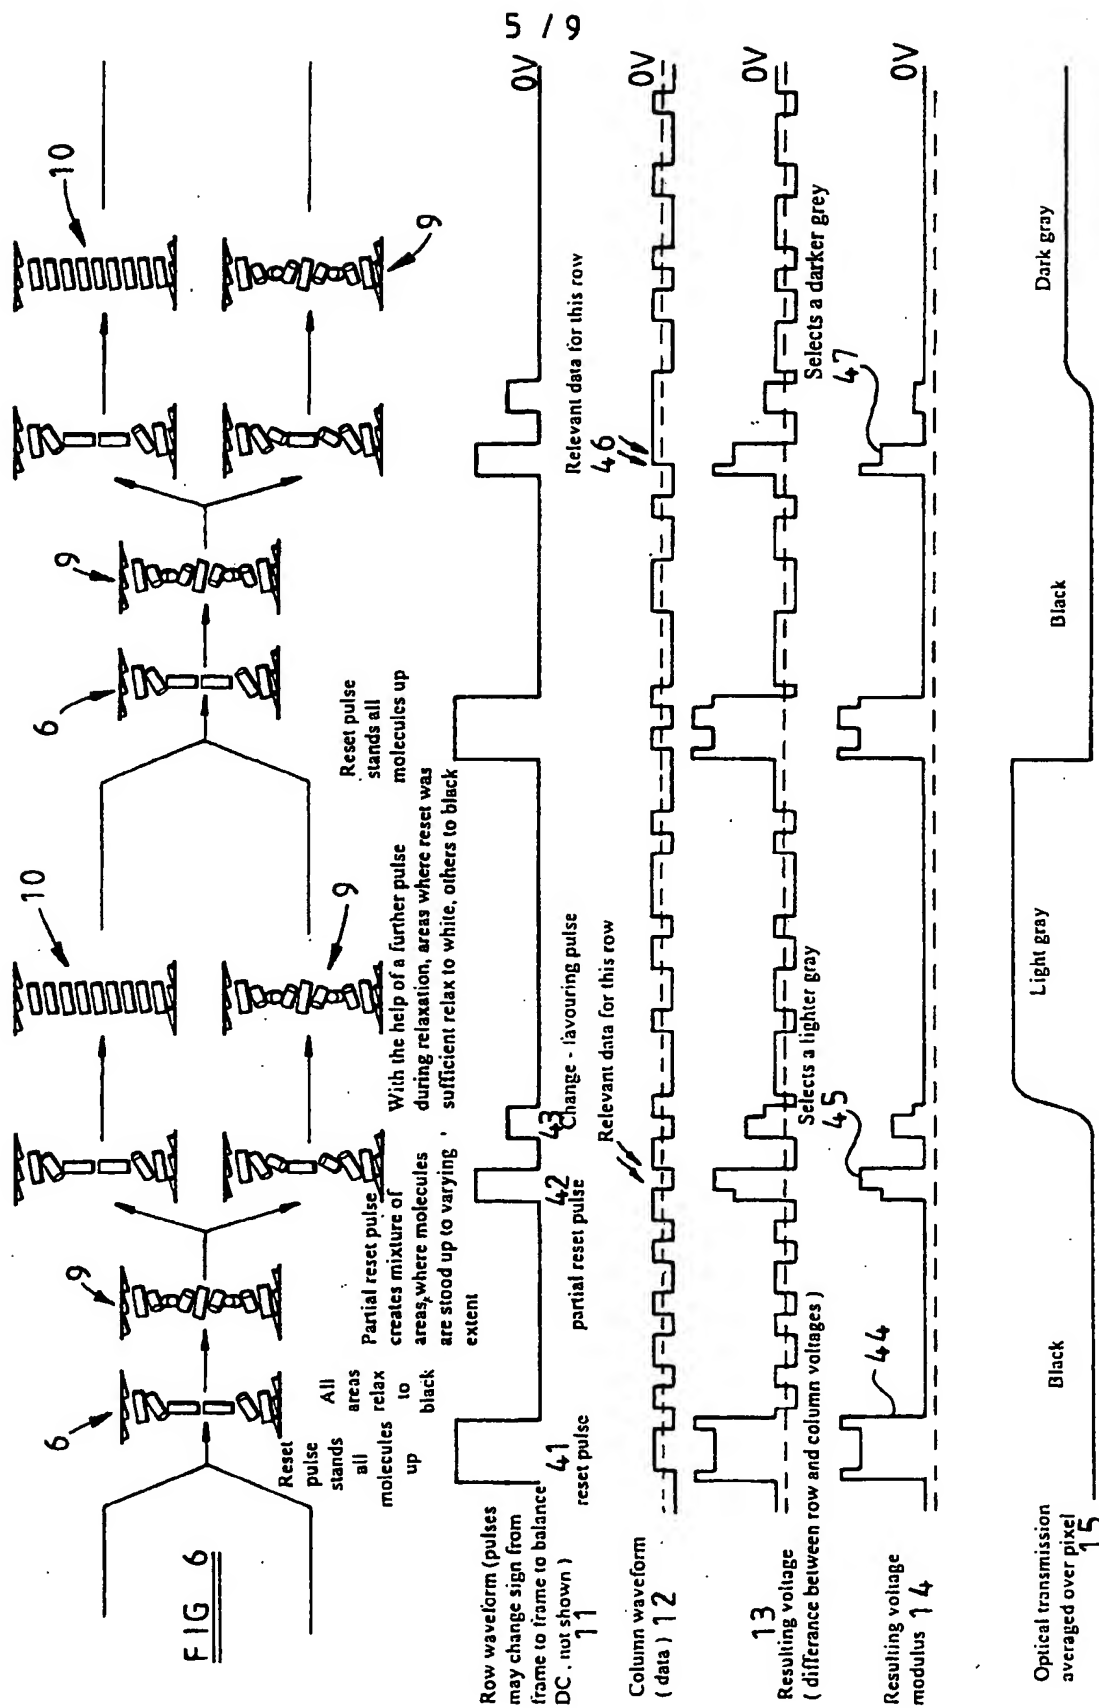 5 / 9
FIG 6
6
9
10
9
6
9
10
9
Reset
pulse
stands
all
molecules
up
All
areas
relax
to
black
Partial reset pulse
creates mixture of
areas, where molecules
are stood up to varying
extent
With the help of a further pulse
during relaxation, areas where reset was
sufficient relax to white, others to black
Reset pulse
stands all
molecules up
Row waveform (pulses
may change sign from
frame to frame to balance
DC, not shown)
11
41
reset pulse
42
partial reset pulse
43
Change-favouring pulse
0V
Column waveform
(data) 12
Relevant data for this row
Relevant data for this row
46
0V
13
Resulting voltage
(differance between row and column voltages)
Selects a lighter gray
Selects a darker grey
0V
Resulting voltage
modulus 14
44
45
47
0V
Optical transmission
averaged over pixel
15
Black
Light gray
Black
Dark gray